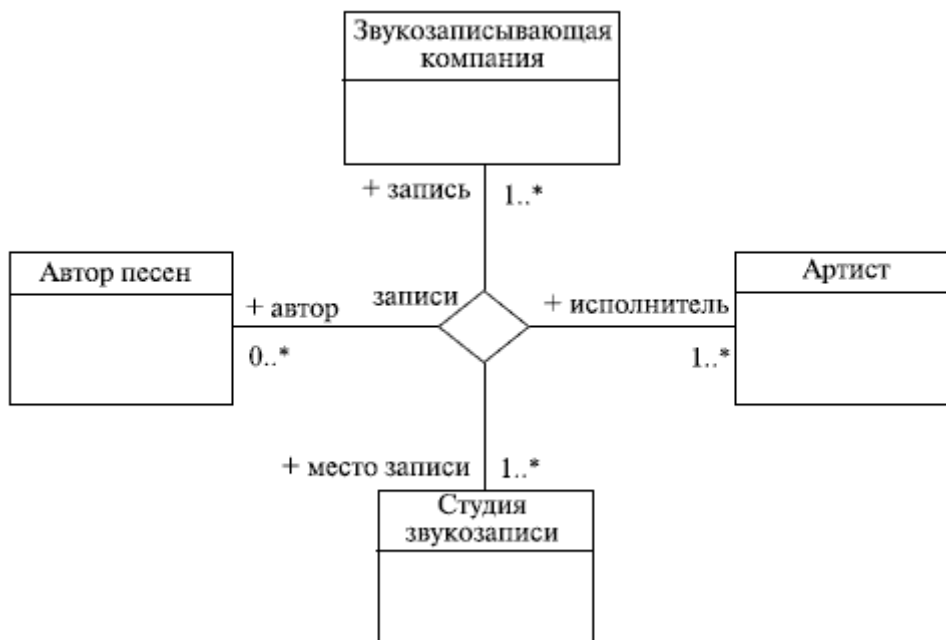 Звукозаписывающая
компания
+ запись
1..*
Автор песен
Артист
+ автор
записи
+ исполнитель
0..*
1..*
+ место записи
1..*
Студия
звукозаписи